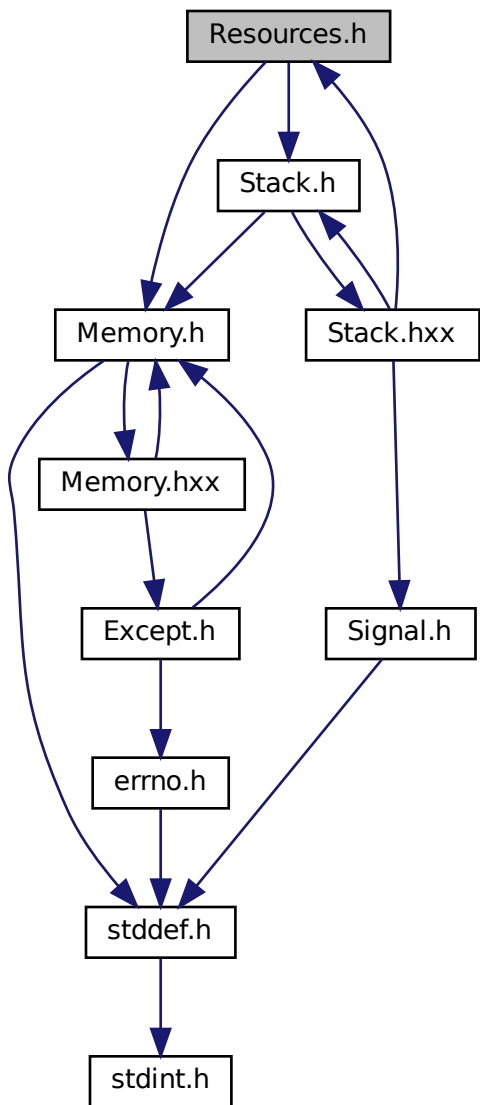 Resources.h
Stack.h
Memory.h
Stack.hxx
Memory.hxx
Except.h
Signal.h
errno.h
stddef.h
stdint.h